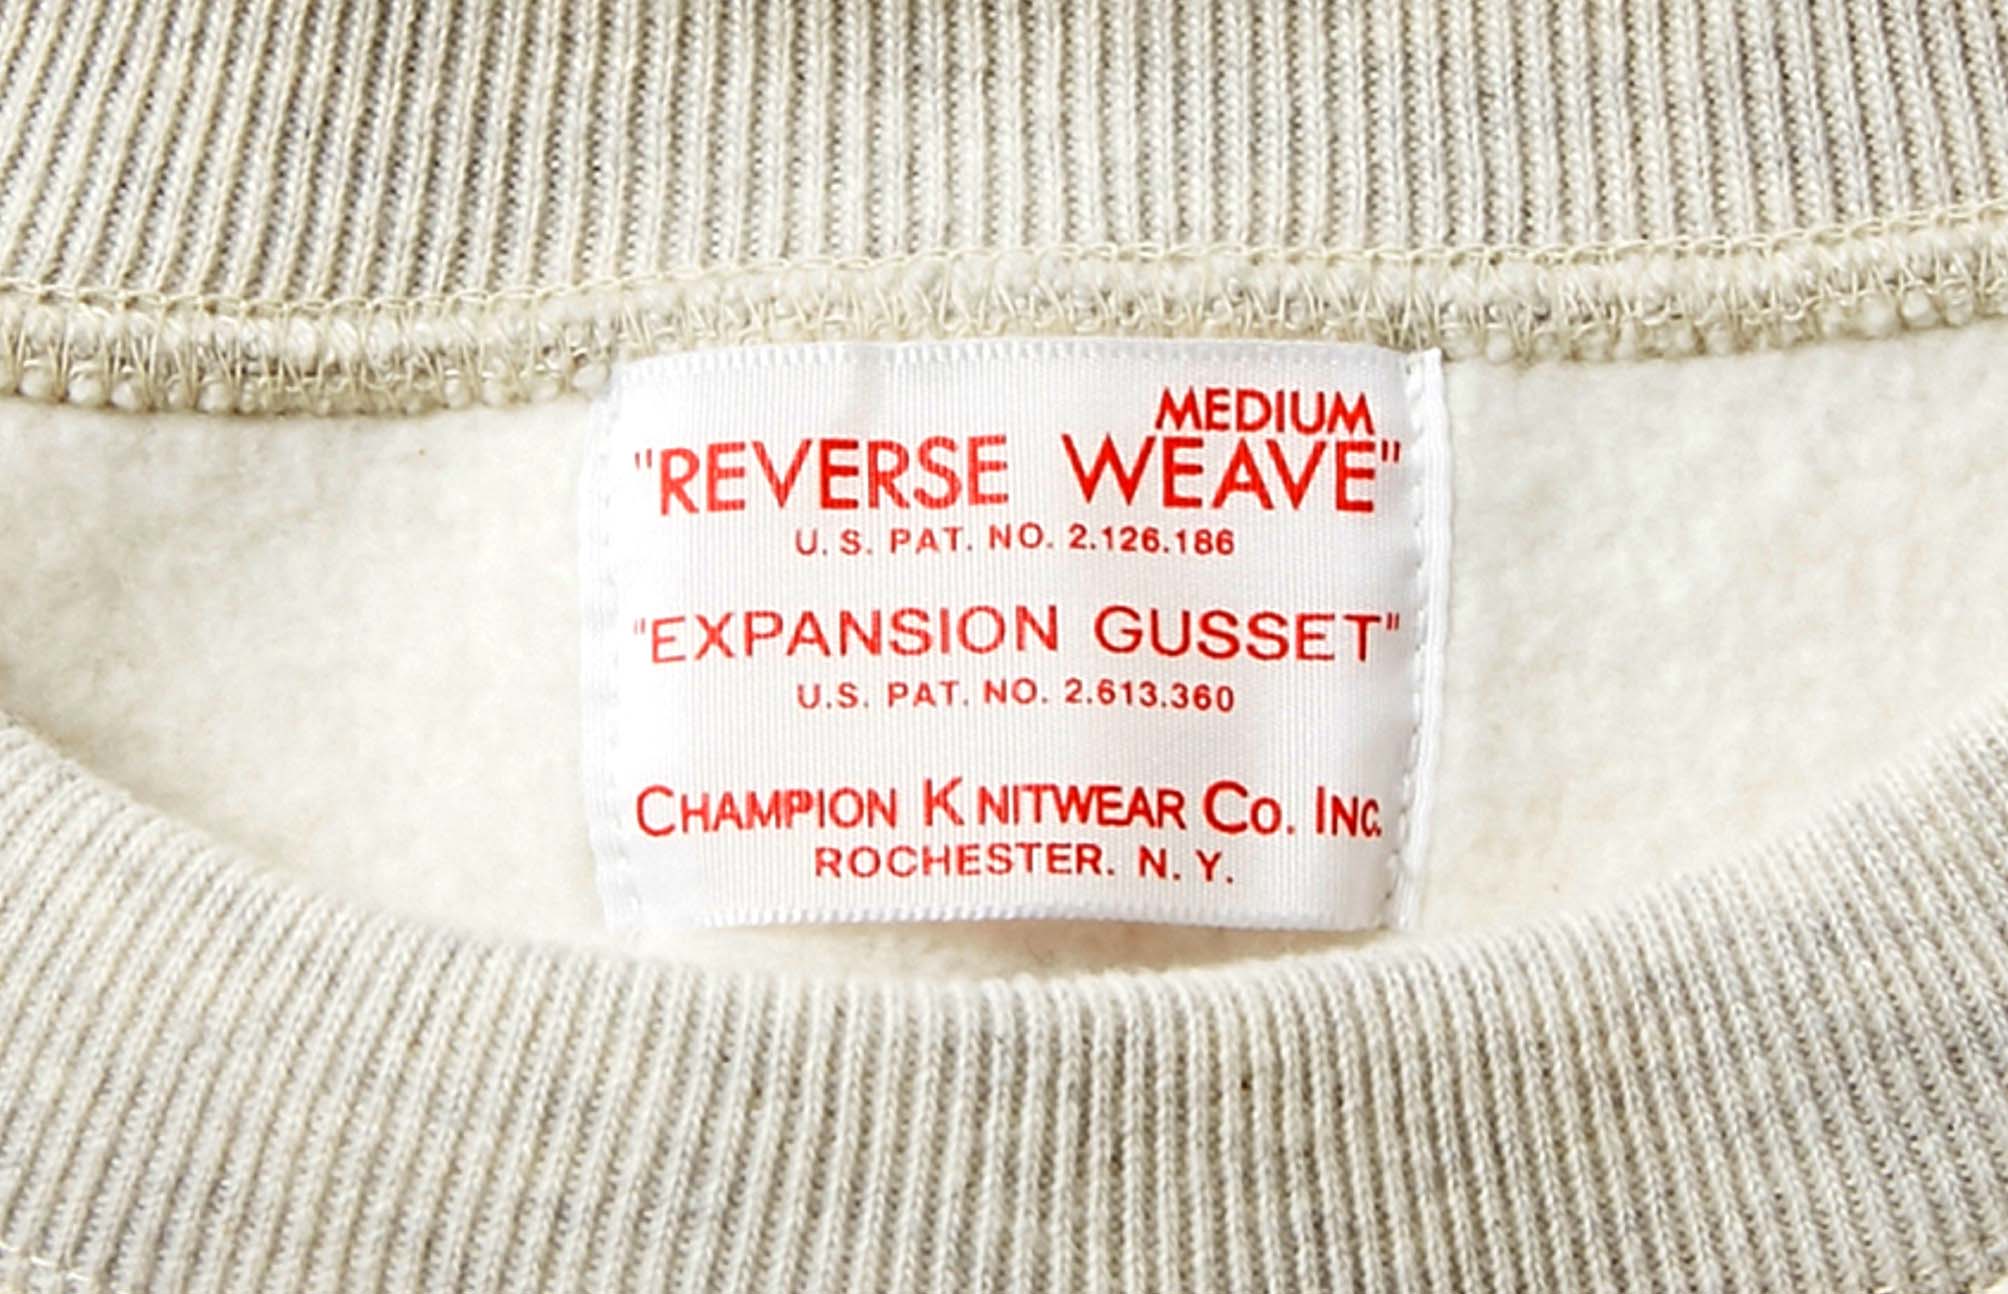 MEDIUM
"REVERSE WEAVE"
U. S. PAT. NO. 2.126.186
"EXPANSION GUSSET"
U.S. PAT. NO. 2.613.360
CHAMPION KNITWEAR CO. INC.
ROCHESTER. N. Y.